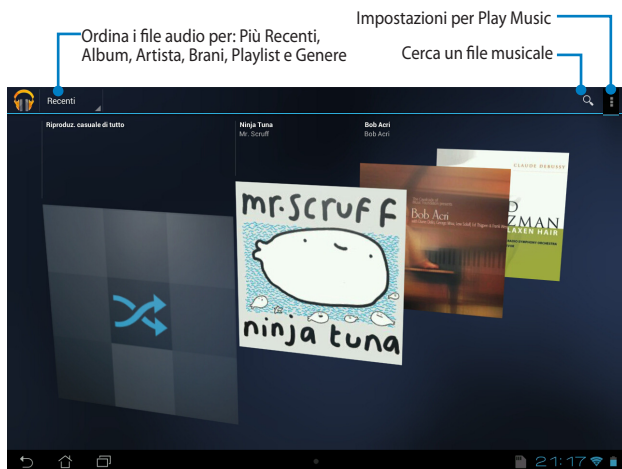 Impostazioni per Play Music
Ordina i file audio per: Più Recenti,
Album, Artista, Brani, Playlist e Genere
Cerca un file musicale
Recenti
Riproduz. casuale di tutto
Ninja Tuna
Mr. Scruff
Bob Acri
Bob Acri
mr.scruff
ninja tuna
Bob Acri
CLAUDE DEBUSSY
ZMAN
LAXEN HAIR
21:17